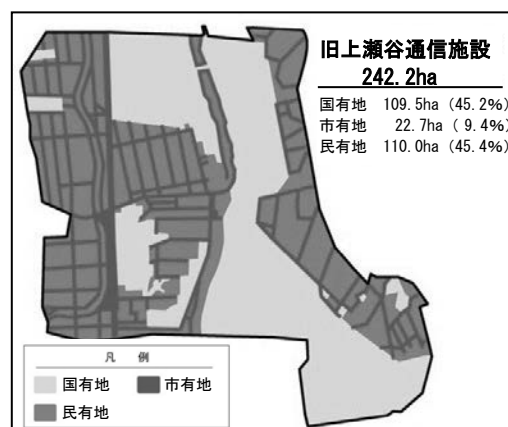 旧上瀬谷通信施設
242.2ha
国有地 109.5ha (45.2%)
市有地 22.7ha ( 9.4%)
民有地 110.0ha (45.4%)
凡 例
国有地 市有地
民有地